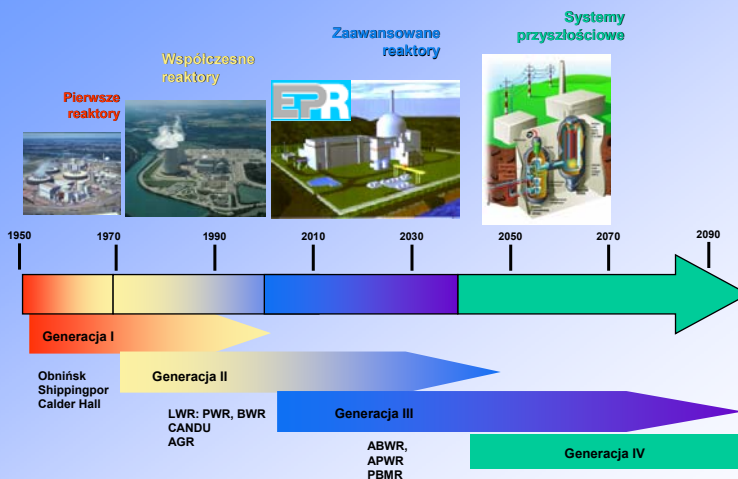 Systemy
przyszłościowe
Zaawansowane
reaktory
Współczesne
reaktory
Pierwsze
reaktory
EPR
1950 1970 1990 2010 2030 2050 2070 2090
Generacja I
Generacja II
Obnińsk
Shippingpor
Calder Hall
LWR: PWR, BWR
CANDU
AGR
Generacja III
ABWR,
APWR
PBMR
Generacja IV